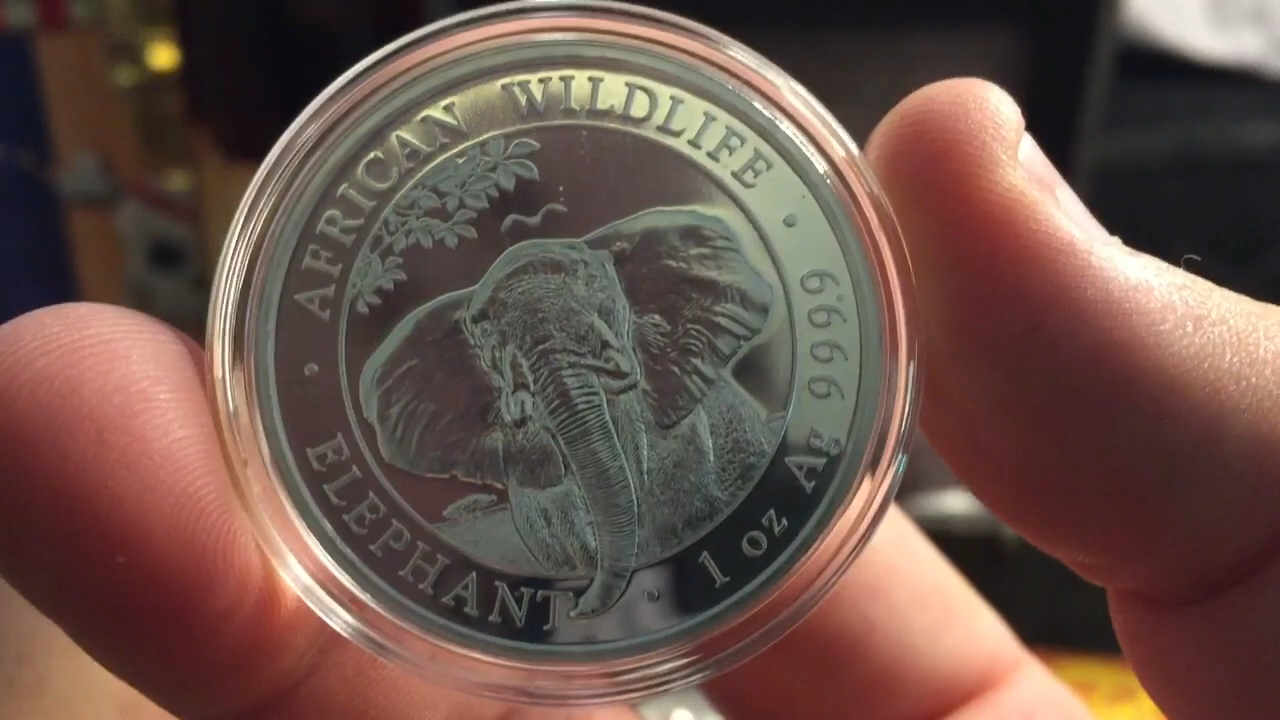 AFRICAN WILDLIFE
· 999.9 Ag 1 oz ·
ELEPHANT ·